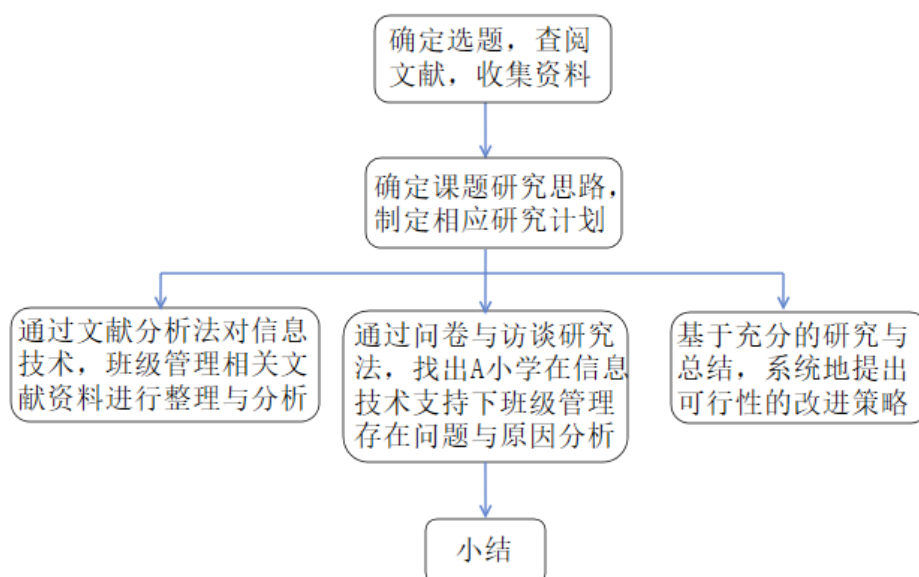 确定选题，查阅
文献，收集资料
确定课题研究思路，
制定相应研究计划
通过文献分析法对信息
技术，班级管理相关文
献资料进行整理与分析
通过问卷与访谈研究
法，找出A小学在信息
技术支持下班级管理
存在问题与原因分析
基于充分的研究与
总结，系统地提出
可行性的改进策略
小结